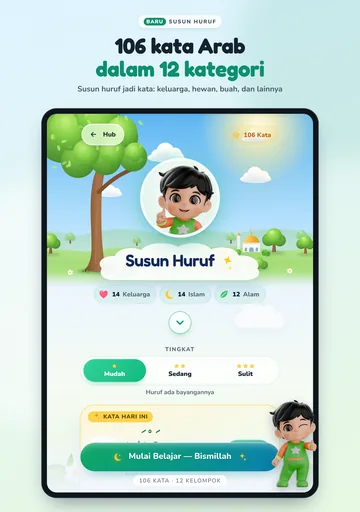 BARU SUSUN HURUF
106 kata Arab
dalam 12 kategori
Susun huruf jadi kata: keluarga, hewan, buah, dan lainnya
← Hub
106 Kata
Susun Huruf
14 Keluarga
14 Islam
12 Alam
TINGKAT
Mudah
Sedang
Sulit
Huruf ada bayangannya
KATA HARI INI
Mulai Belajar — Bismillah
106 KATA · 12 KELOMPOK